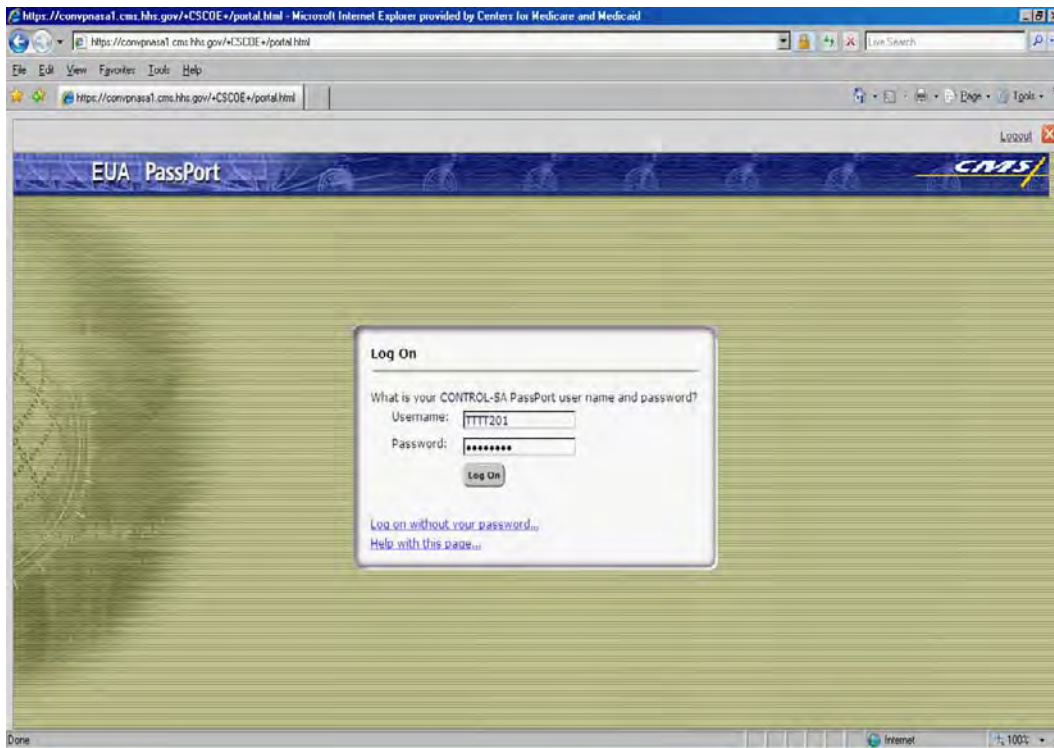 https://convpnasa1.cms.hhs.gov/+CSCOE+/portal.html - Microsoft Internet Explorer provided by Centers for Medicare and Medicaid
https://convpnasa1.cms.hhs.gov/+CSCOE+/portal.html
Live Search
File Edit View Favorites Tools Help
https://convpnasa1.cms.hhs.gov/+CSCOE+/portal.html
Page Tools
Logout
EUA PassPort
CMS
Log On
What is your CONTROL-SA PassPort user name and password?
Username: TTTT201
Password: ••••••••
Log On
Log on without your password...
Help with this page...
Done
Internet
100%